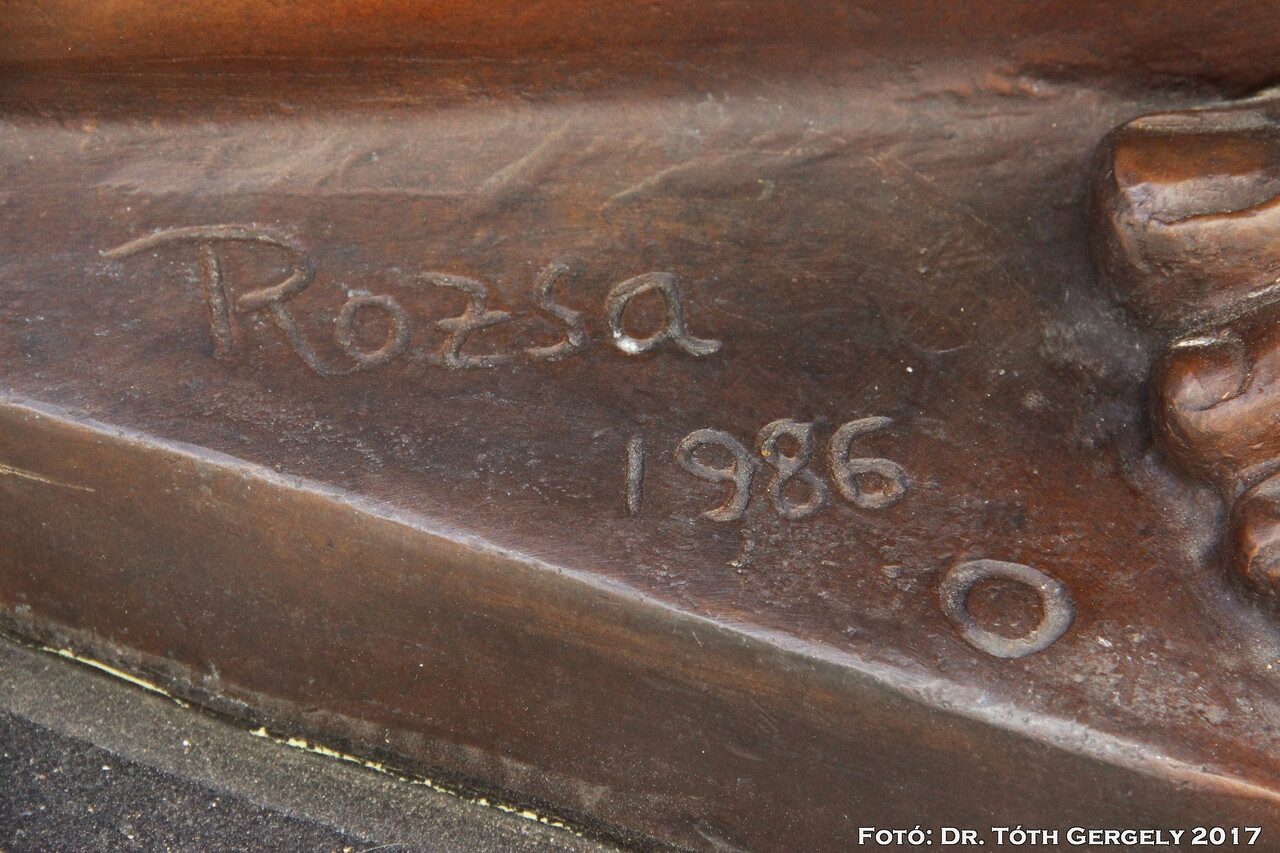 Rozsa
1986
O
Fotó: Dr. Tóth Gergely 2017